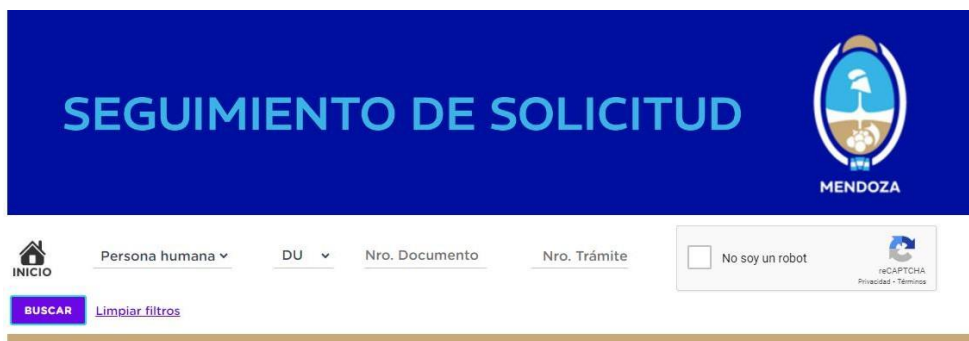 SEGUIMIENTO DE SOLICITUD
MENDOZA
INICIO
Persona humana
DU
Nro. Documento
Nro. Trámite
No soy un robot
reCAPTCHA
Privacidad - Términos
BUSCAR
Limpiar filtros